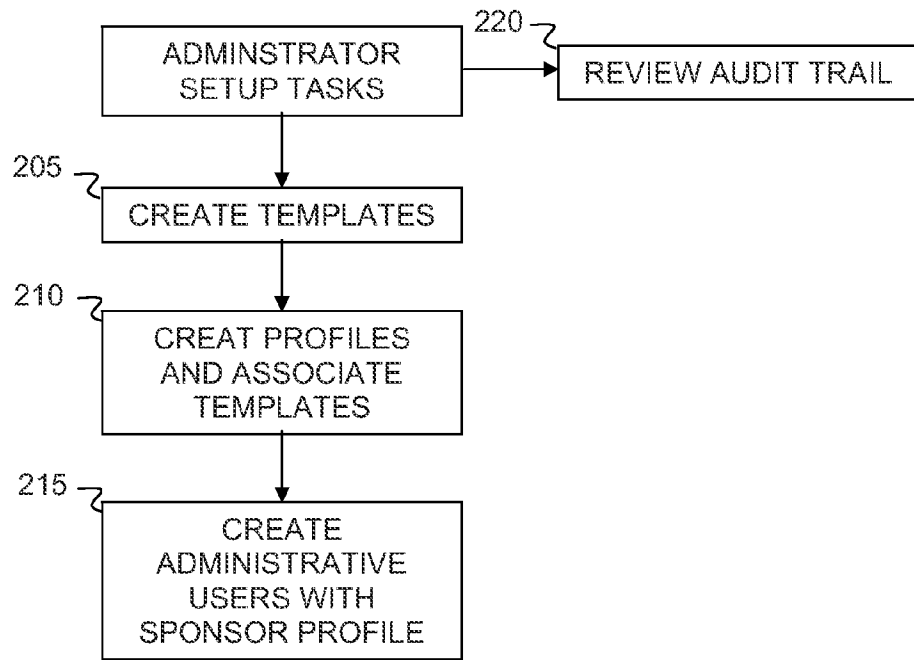 ADMINSTRATOR
SETUP TASKS
220
REVIEW AUDIT TRAIL
205
CREATE TEMPLATES
210
CREAT PROFILES
AND ASSOCIATE
TEMPLATES
215
CREATE
ADMINISTRATIVE
USERS WITH
SPONSOR PROFILE